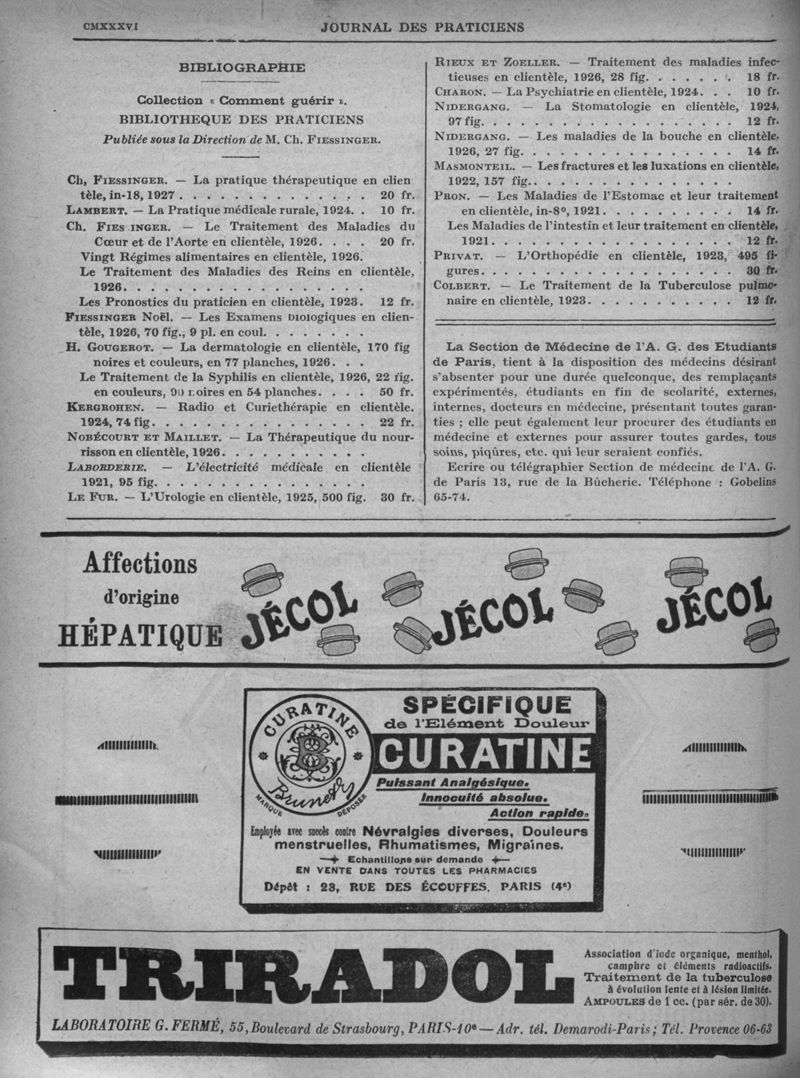 CMXXXVI
JOURNAL DES PRATICIENS
BIBLIOGRAPHIE
Collection « Comment guérir ».
BIBLIOTHEQUE DES PRATICIENS
Publiée sous la Direction de M. Ch. FIESSINGER.
Ch, FIESSINGER. — La pratique thérapeutique en clien
tèle, in-18, 1927 . . . . . . . . . . . . . . 20 fr.
LAMBERT. — La Pratique médicale rurale, 1924. . 10 fr.
Ch. FIES INGER. — Le Traitement des Maladies du
Cœur et de l'Aorte en clientèle, 1926. . . . . 20 fr.
Vingt Régimes alimentaires en clientèle, 1926.
Le Traitement des Maladies des Reins en clientèle,
1926. . . . . . . . . . . . . . . . . .
Les Pronostics du praticien en clientèle, 1923. 12 fr.
FIESSINGER Noël. — Les Examens biologiques en clien-
tèle, 1926, 70 fig., 9 pl. en coul. . . . . . . .
H. GOUGEROT. — La dermatologie en clientèle, 170 fig
noires et couleurs, en 77 planches, 1926 . . .
Le Traitement de la Syphilis en clientèle, 1926, 22 fig.
en couleurs, 90 noires en 54 planches. . . . . 50 fr.
KERGROHEN. — Radio et Curiethérapie en clientèle.
1924, 74 fig. . . . . . . . . . . . . . . . 22 fr.
NOBÉCOURT ET MAILLET. — La Thérapeutique du nour-
risson en clientèle, 1926. . . . . . . . . . .
LABORDERIE. — L'électricité médicale en clientèle
1921, 95 fig. . . . . . . . . . . . . . . .
LE FUR. — L'Urologie en clientèle, 1925, 500 fig. 30 fr.
RIEUX ET ZOELLER. — Traitement des maladies infec-
tieuses en clientèle, 1926, 28 fig. . . . . . . 18 fr.
CHARON. — La Psychiatrie en clientèle, 1924. . . 10 fr.
NIDERGANG. — La Stomatologie en clientèle, 1924,
97 fig. . . . . . . . . . . . . . . . . . 12 fr.
NIDERGANG. — Les maladies de la bouche en clientèle,
1926, 27 fig. . . . . . . . . . . . . . . . 14 fr.
MASMONTEIL. — Les fractures et les luxations en clientèle,
1922, 157 fig. . . . . . . . . . . . . . .
PRON. — Les Maladies de l'Estomac et leur traitement
en clientèle, in-8º, 1921. . . . . . . . . . . 14 fr.
Les Maladies de l'intestin et leur traitement en clientèle,
1921. . . . . . . . . . . . . . . . . . 12 fr.
PRIVAT. — L'Orthopédie en clientèle, 1923, 495 fi-
gures. . . . . . . . . . . . . . . . . . 30 fr.
COLBERT. — Le Traitement de la Tuberculose pulmo-
naire en clientèle, 1923. . . . . . . . . . . 12 fr.
La Section de Médecine de l'A. G. des Etudiants
de Paris, tient à la disposition des médecins désirant
s'absenter pour une durée quelconque, des remplaçants
expérimentés, étudiants en fin de scolarité, externes,
internes, docteurs en médecine, présentant toutes garan-
ties ; elle peut également leur procurer des étudiants en
médecine et externes pour assurer toutes gardes, tous
soins, piqûres, etc. qui leur seraient confiés.
Ecrire ou télégraphier Section de médecine de l'A. G.
de Paris 13, rue de la Bûcherie. Téléphone : Gobelins
65-74.
Affections
d'origine
HÉPATIQUE
JÉCOL
JÉCOL
JÉCOL
CURATINE
B
Brunet
MARQUE DÉPOSÉE
SPÉCIFIQUE
de l'Elément Douleur
CURATINE
Puissant Analgésique.
Innocuité absolue.
Action rapide.
Employée avec succès contre Névralgies diverses, Douleurs
menstruelles, Rhumatismes, Migraines.
Echantillons sur demande
EN VENTE DANS TOUTES LES PHARMACIES
Dépôt : 23, RUE DES ÉCOUFFES, PARIS (4e)
TRIRADOL
Association d'iode organique, menthol,
camphre et éléments radioactifs.
Traitement de la tuberculose
à évolution lente et à lésion limitée.
AMPOULES de 1 cc. (par sér. de 30).
LABORATOIRE G. FERMÉ, 55, Boulevard de Strasbourg, PARIS-10e — Adr. tél. Demarodi-Paris ; Tél. Provence 06-63